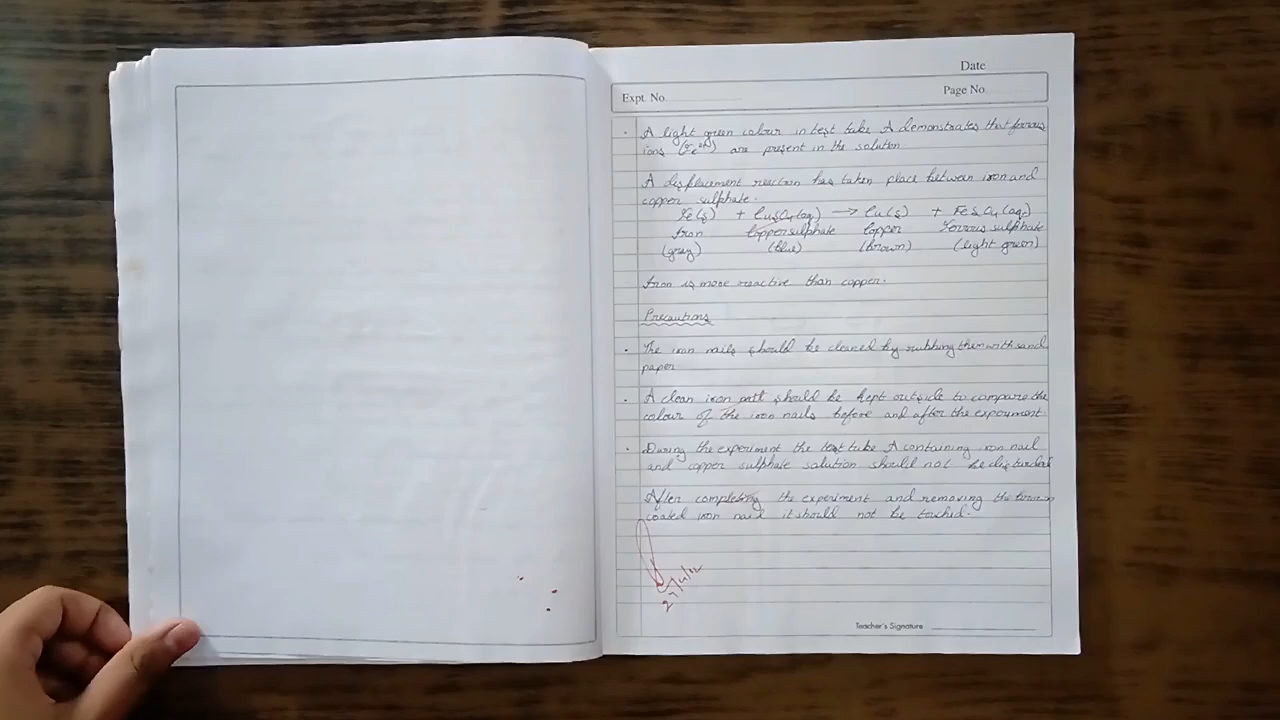 Date
Expt. No.
Page No.
· A light green colour in test tube A demonstrates that ferrous
ions (Fe2+) are present in the solution.
A displacement reaction has taken place between iron and
copper sulphate.
Fe(s) + CuSO4(aq) → Cu(s) + FeSO4(aq)
Iron Copper sulphate Copper Ferrous sulphate
(grey) (blue) (brown) (light green)
Iron is more reactive than copper.
Precautions
· The iron nails should be cleaned by rubbing them with sand
paper
· A clean iron should be kept outside to compare the
colour of the iron nails before and after the experiment
· During the experiment the test tube A containing iron nail
and copper sulphate solution should not be disturbed
After completing the experiment and removing the brown
coated iron nail it should not be touched.
Teacher's Signature